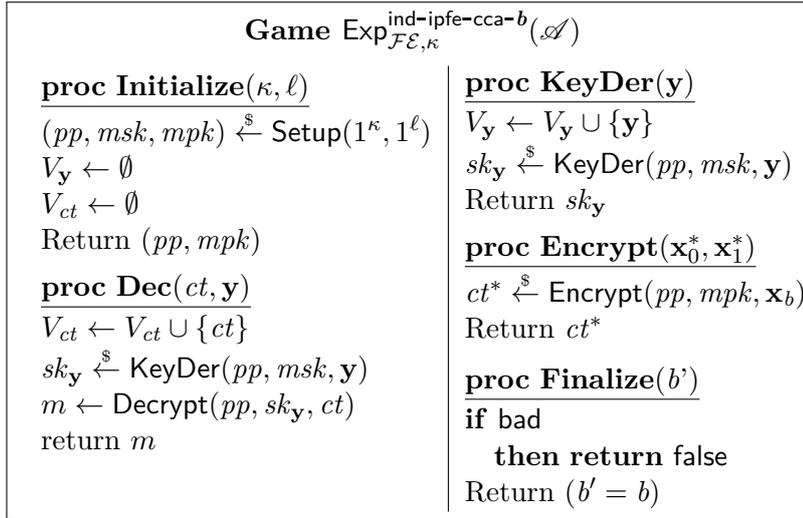 Game Exp^{ind-ipfe-cca-b}_{𝓕𝓔,κ}(𝒜)
proc Initialize(κ, ℓ)
(pp, msk, mpk) ←$ Setup(1^κ, 1^ℓ)
V_y ← ∅
V_ct ← ∅
Return (pp, mpk)
proc Dec(ct, y)
V_ct ← V_ct ∪ {ct}
sk_y ←$ KeyDer(pp, msk, y)
m ← Decrypt(pp, sk_y, ct)
return m
proc KeyDer(y)
V_y ← V_y ∪ {y}
sk_y ←$ KeyDer(pp, msk, y)
Return sk_y
proc Encrypt(x*_0, x*_1)
ct* ←$ Encrypt(pp, mpk, x_b)
Return ct*
proc Finalize(b’)
if bad
then return false
Return (b′ = b)